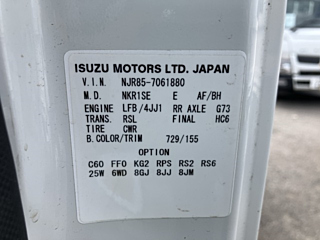 ISUZU MOTORS LTD. JAPAN
V.I.N. NJR85-7061880
M.D. NKR1SE E AF/BH
ENGINE LFB/4JJ1 RR AXLE G73
TRANS. RSL FINAL HC6
TIRE CWR
B.COLOR/TRIM 729/155
OPTION
C60 FF0 KG2 RPS RS2 RS6
25W 6WD 8GJ 8JJ 8JM